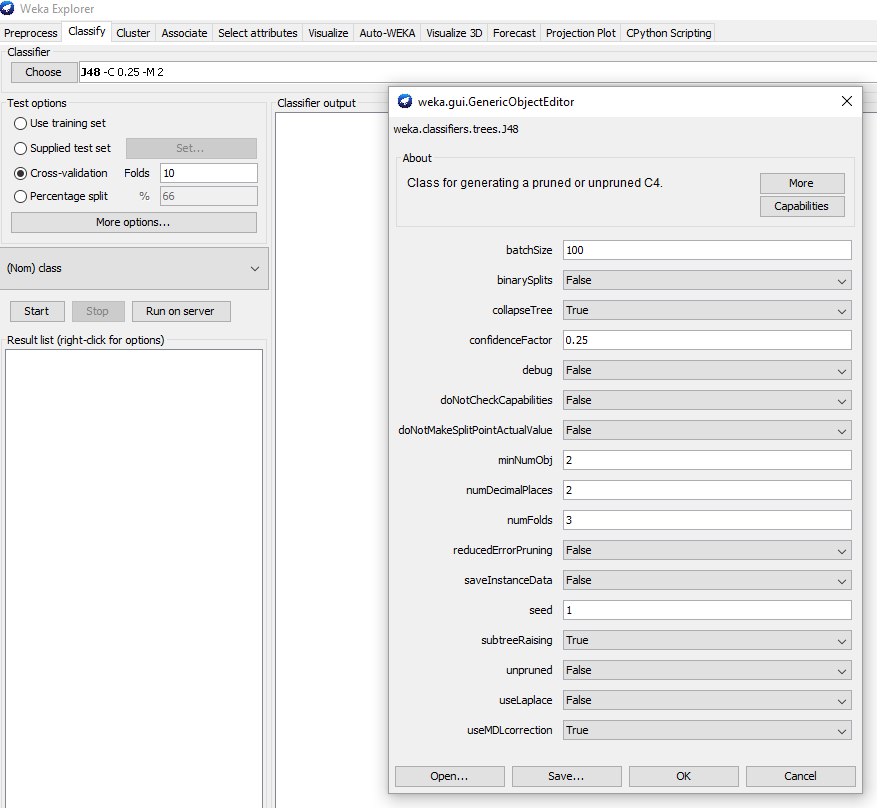 Weka Explorer
Preprocess Classify Cluster Associate Select attributes Visualize Auto-WEKA Visualize 3D Forecast Projection Plot CPython Scripting
Classifier
Choose J48 -C 0.25 -M 2
Test options
Use training set
Supplied test set Set...
Cross-validation Folds 10
Percentage split % 66
More options...
(Nom) class
Start Stop Run on server
Result list (right-click for options)
Classifier output
weka.gui.GenericObjectEditor
weka.classifiers.trees.J48
About
Class for generating a pruned or unpruned C4.
More
Capabilities
batchSize 100
binarySplits False
collapseTree True
confidenceFactor 0.25
debug False
doNotCheckCapabilities False
doNotMakeSplitPointActualValue False
minNumObj 2
numDecimalPlaces 2
numFolds 3
reducedErrorPruning False
saveInstanceData False
seed 1
subtreeRaising True
unpruned False
useLaplace False
useMDLcorrection True
Open... Save... OK Cancel